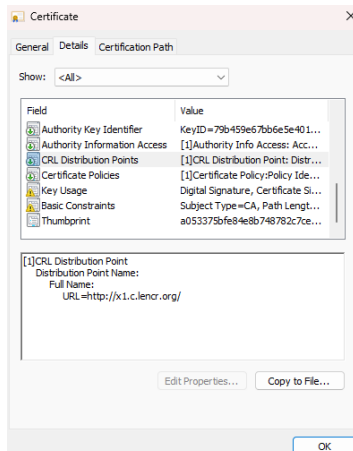 Certificate
General Details Certification Path
Show: <All>
Field Value
Authority Key Identifier KeyID=79b459e67bb6e5e401...
Authority Information Access [1]Authority Info Access: Acc...
CRL Distribution Points [1]CRL Distribution Point: Distr...
Certificate Policies [1]Certificate Policy:Policy Ide...
Key Usage Digital Signature, Certificate Si...
Basic Constraints Subject Type=CA, Path Lengt...
Thumbprint a053375bfe84e8b748782c7ce...
[1]CRL Distribution Point
Distribution Point Name:
Full Name:
URL=http://x1.c.lencr.org/
Edit Properties... Copy to File...
OK